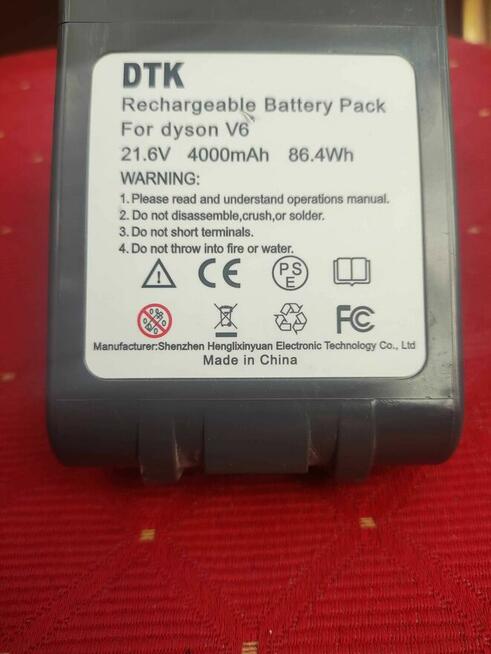 DTK
Rechargeable Battery Pack
For dyson V6
21.6V 4000mAh 86.4Wh
WARNING:
1. Please read and understand operations manual.
2. Do not disassemble,crush,or solder.
3. Do not short terminals.
4. Do not throw into fire or water.
CE
PS
E
FC
Manufacturer:Shenzhen Henglixinyuan Electronic Technology Co., Ltd
Made in China